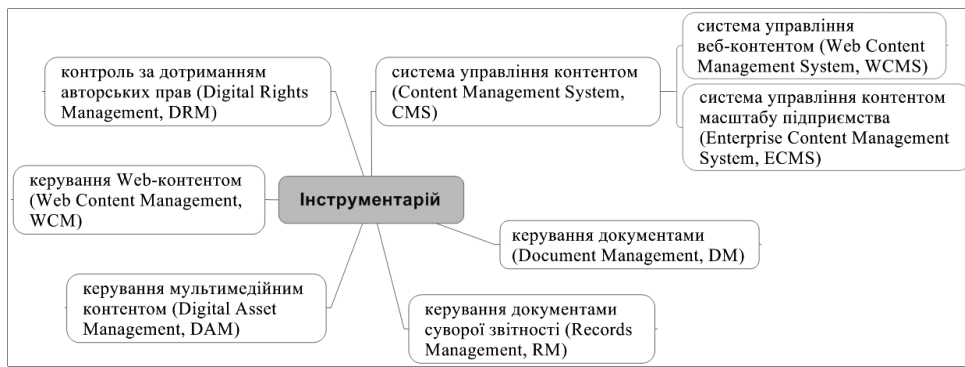 контроль за дотриманням
авторських прав (Digital Rights
Management, DRM)
система управління контентом
(Content Management System,
CMS)
система управління
веб-контентом (Web Content
Management System, WCMS)
система управління контентом
масштабу підприємства
(Enterprise Content Management
System, ECMS)
керування Web-контентом
(Web Content Management,
WCM)
Інструментарій
керування документами
(Document Management, DM)
керування мультимедійним
контентом (Digital Asset
Management, DAM)
керування документами
суворої звітності (Records
Management, RM)